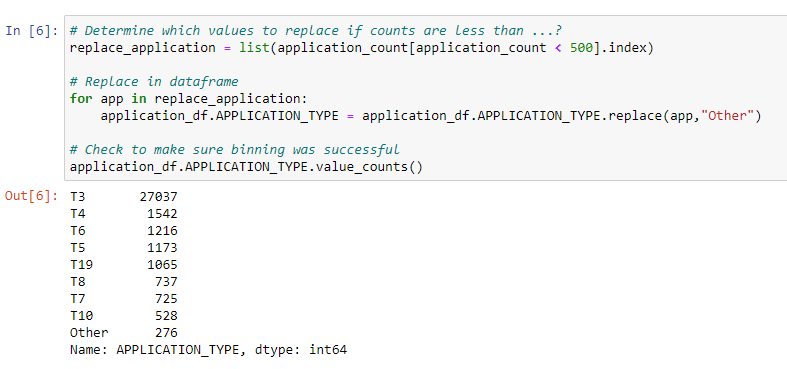 In [6]: # Determine which values to replace if counts are less than ...?
replace_application = list(application_count[application_count < 500].index)
# Replace in dataframe
for app in replace_application:
    application_df.APPLICATION_TYPE = application_df.APPLICATION_TYPE.replace(app,"Other")
# Check to make sure binning was successful
application_df.APPLICATION_TYPE.value_counts()
Out[6]: T3       27037
T4        1542
T6        1216
T5        1173
T19       1065
T8         737
T7         725
T10        528
Other      276
Name: APPLICATION_TYPE, dtype: int64